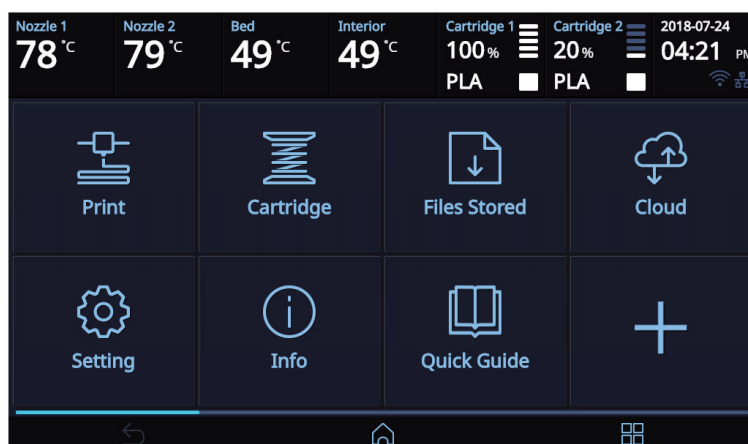 Nozzle 1 Nozzle 2 Bed Interior Cartridge 1 Cartridge 2 2018-07-24
78 °C 79 °C 49 °C 49 °C 100 % 20 % 04:21 PM
PLA PLA
Print Cartridge Files Stored Cloud
Setting Info Quick Guide